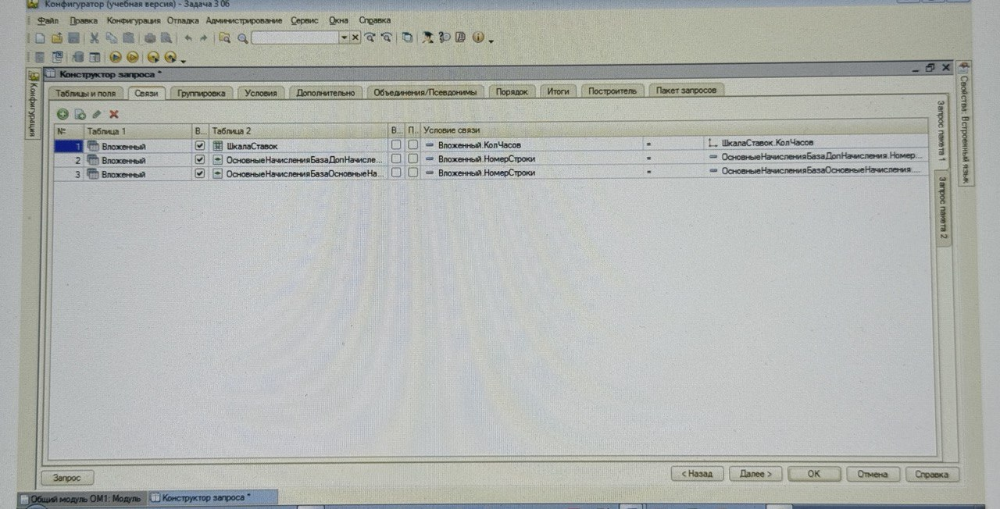 Конфигуратор (учебная версия) - Задача 3 06
Файл Правка Конфигурация Отладка Администрирование Сервис Окна Справка
Конфигурация
Конструктор запроса *
Таблицы и поля Связи Группировка Условия Дополнительно Объединения/Псевдонимы Порядок Итоги Построитель Пакет запросов
№ Таблица 1 В... Таблица 2 В... П.. Условие связи
1 Вложенный ШкалаСтавок Вложенный.КолЧасов = ШкалаСтавок.КолЧасов
2 Вложенный ОсновныеНачисленияБазаДопНачисле... Вложенный.НомерСтроки = ОсновныеНачисленияБазаДопНачисления.Номер...
3 Вложенный ОсновныеНачисленияБазаОсновныеНа... Вложенный.НомерСтроки = ОсновныеНачисленияБазаОсновныеНачисления....
Запрос пакета 1
Запрос пакета 2
Свойства: Встроенный язык
Запрос < Назад Далее > ОК Отмена Справка
Общий модуль ОМ1: Модуль Конструктор запроса *